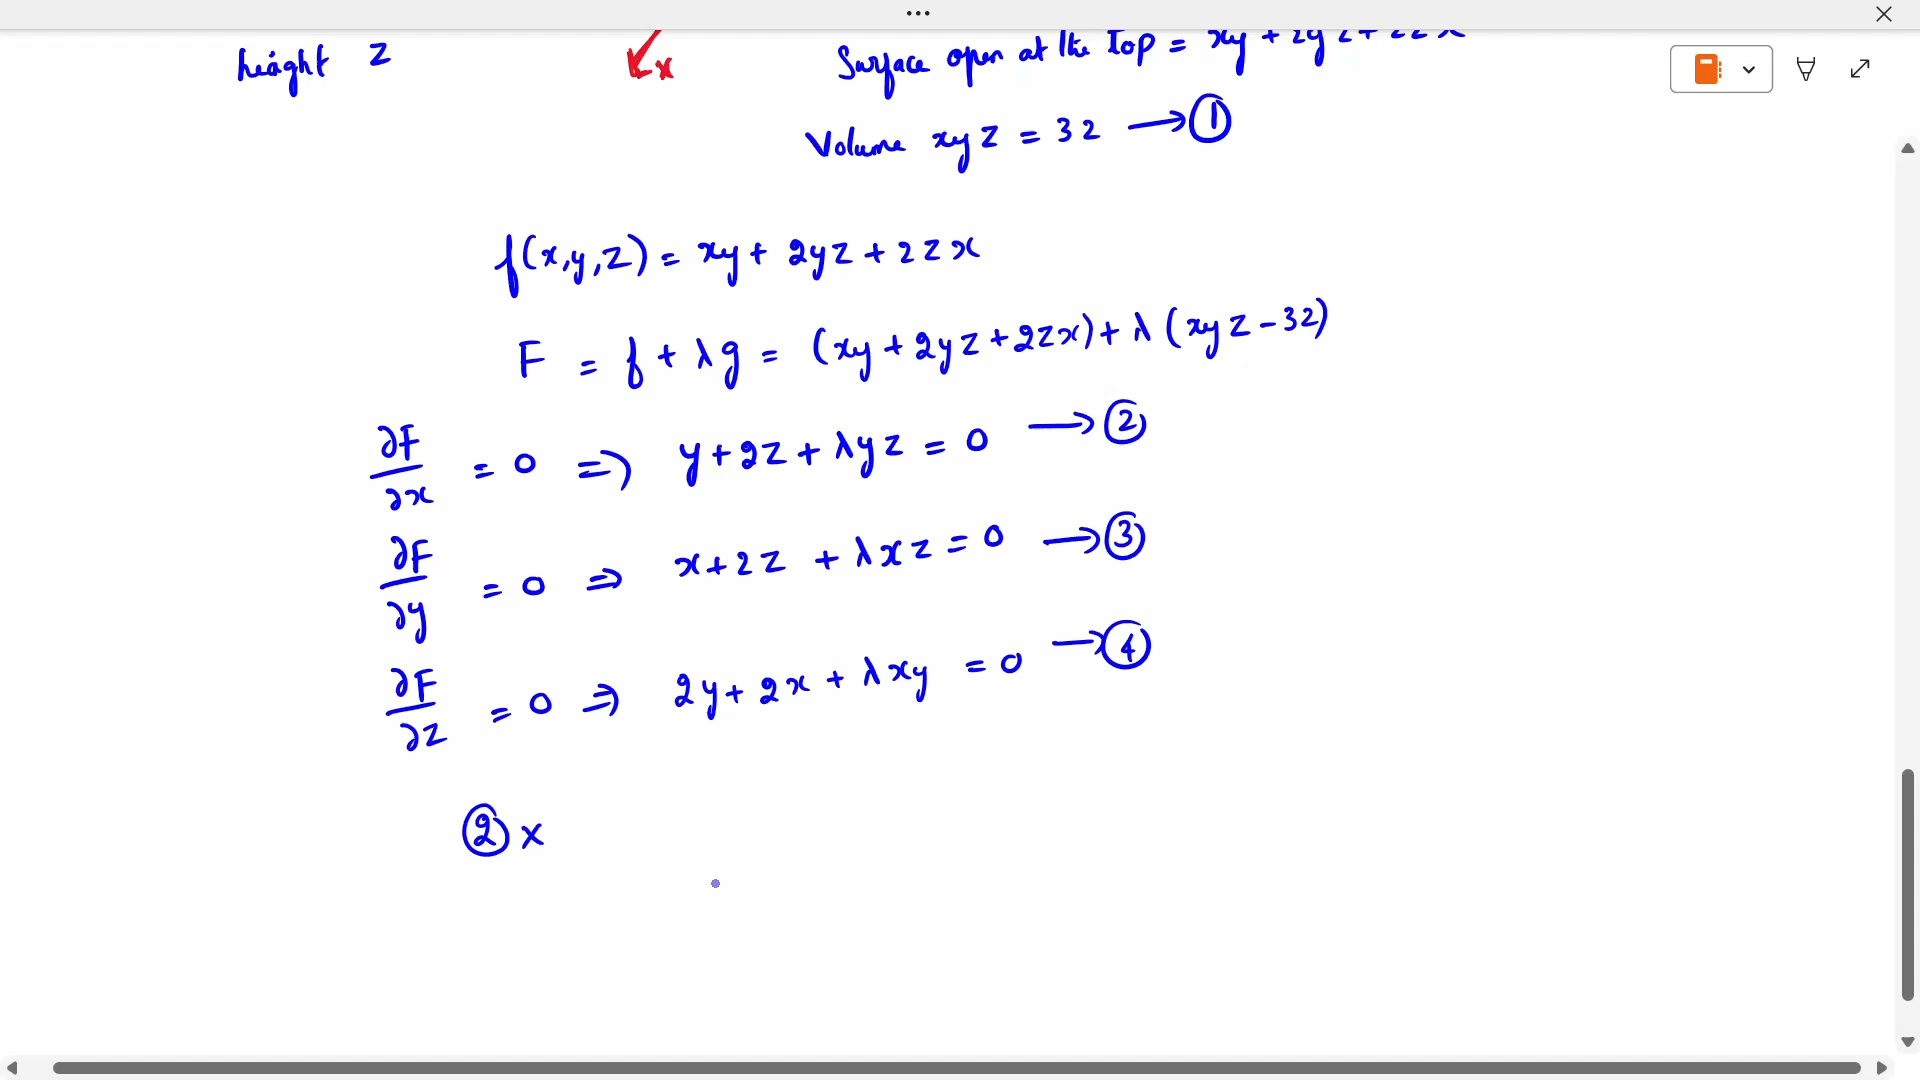 height z
x
Surface open at the top = xy + 2yz + 2zx
Volume xyz = 32 → ①
f(x,y,z) = xy + 2yz + 2zx
F = f + λg = (xy + 2yz + 2zx) + λ(xyz - 32)
∂F/∂x = 0 ⇒ y + 2z + λyz = 0 → ②
∂F/∂y = 0 ⇒ x + 2z + λxz = 0 → ③
∂F/∂z = 0 ⇒ 2y + 2x + λxy = 0 → ④
② x